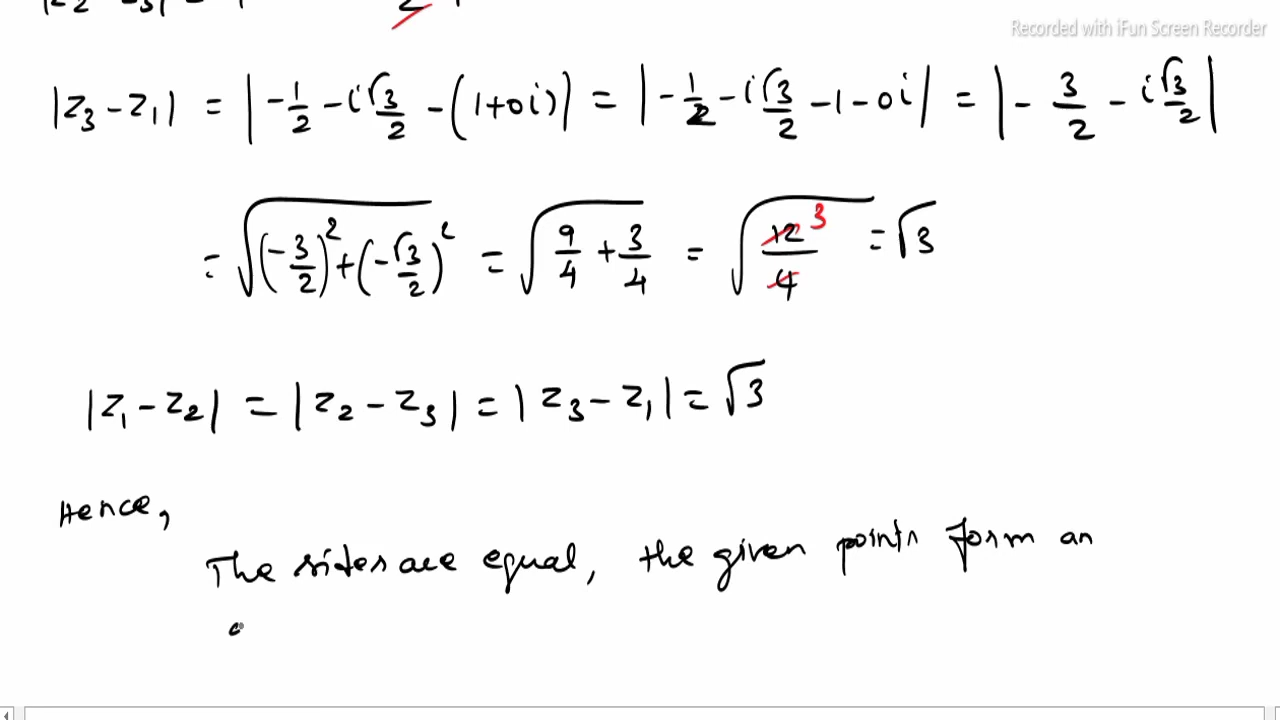 Recorded with iFun Screen Recorder
|z₃ - z₁| = |-1/2 - i√3/2 - (1+0i)| = |-1/2 - i√3/2 - 1 - 0i| = |-3/2 - i√3/2|
= √((-3/2)² + (-√3/2)²) = √(9/4 + 3/4) = √(12/4) 3 = √3
|z₁ - z₂| = |z₂ - z₃| = |z₃ - z₁| = √3
Hence,
The sides are equal, the given points form an